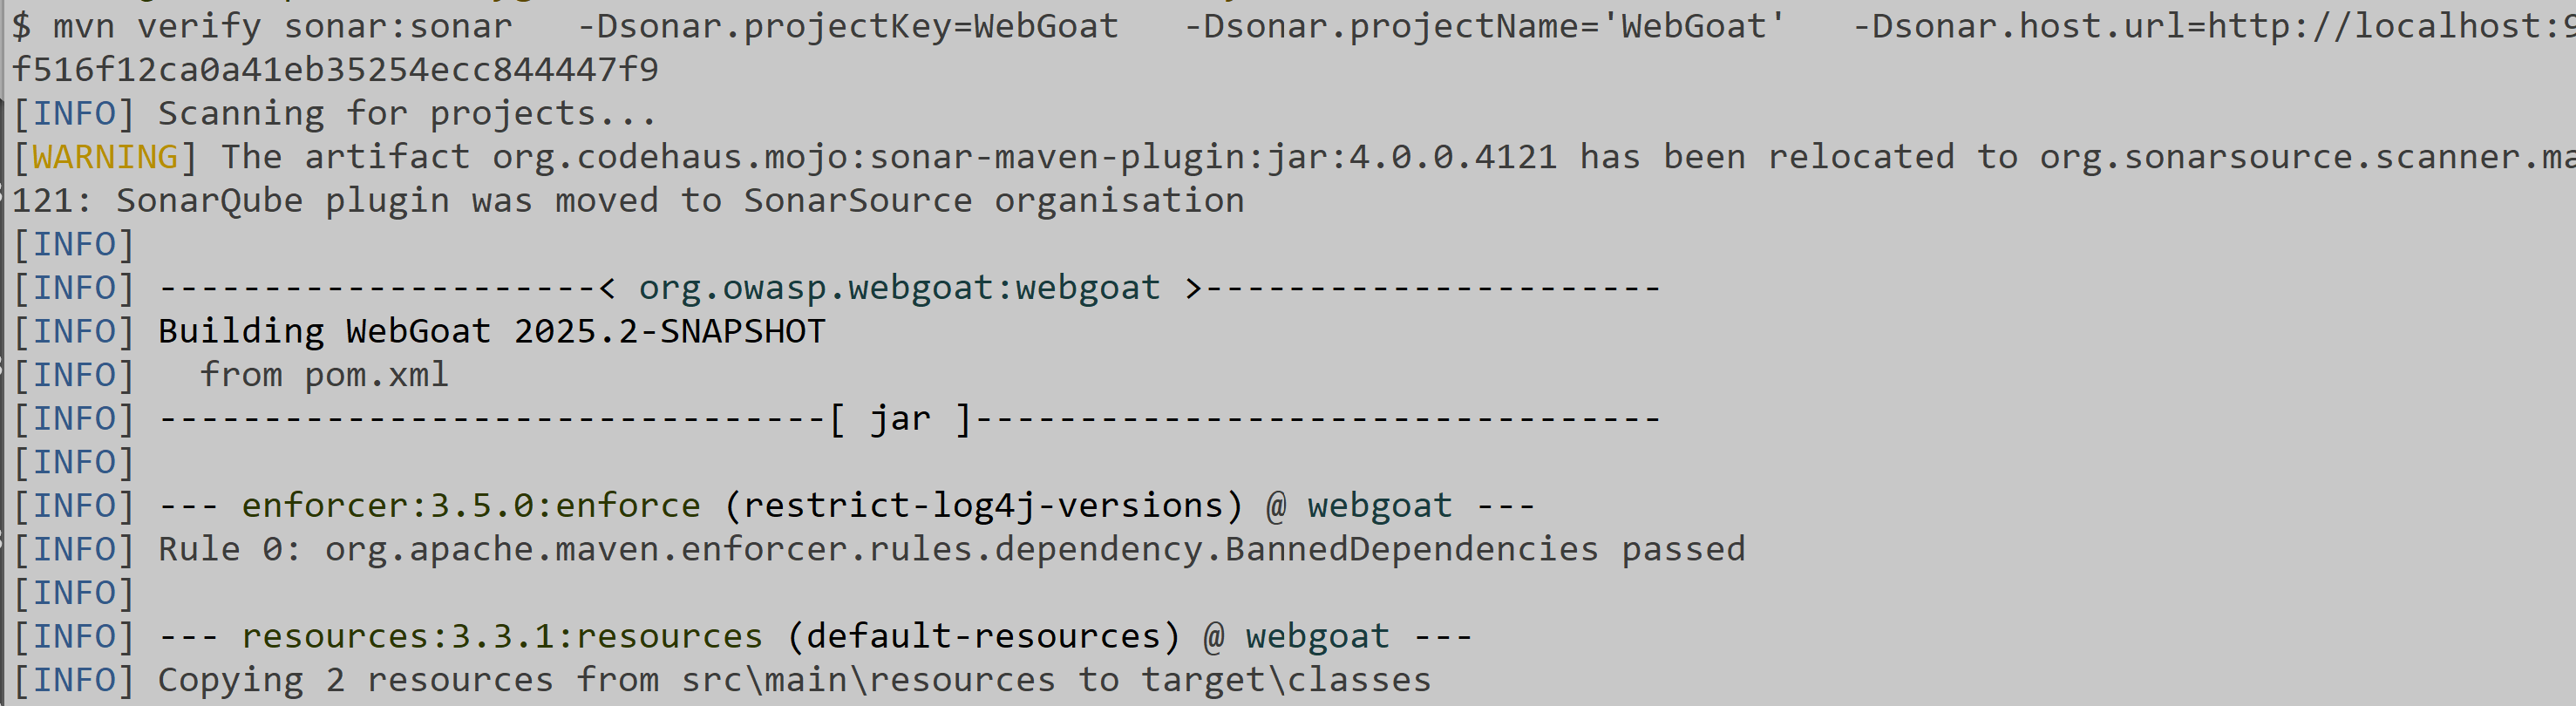 $ mvn verify sonar:sonar   -Dsonar.projectKey=WebGoat   -Dsonar.projectName='WebGoat'   -Dsonar.host.url=http://localhost:9
f516f12ca0a41eb35254ecc844447f9
[INFO] Scanning for projects...
[WARNING] The artifact org.codehaus.mojo:sonar-maven-plugin:jar:4.0.0.4121 has been relocated to org.sonarsource.scanner.ma
121: SonarQube plugin was moved to SonarSource organisation
[INFO]
[INFO] ---------------------< org.owasp.webgoat:webgoat >----------------------
[INFO] Building WebGoat 2025.2-SNAPSHOT
[INFO]   from pom.xml
[INFO] --------------------------------[ jar ]---------------------------------
[INFO]
[INFO] --- enforcer:3.5.0:enforce (restrict-log4j-versions) @ webgoat ---
[INFO] Rule 0: org.apache.maven.enforcer.rules.dependency.BannedDependencies passed
[INFO]
[INFO] --- resources:3.3.1:resources (default-resources) @ webgoat ---
[INFO] Copying 2 resources from src\main\resources to target\classes